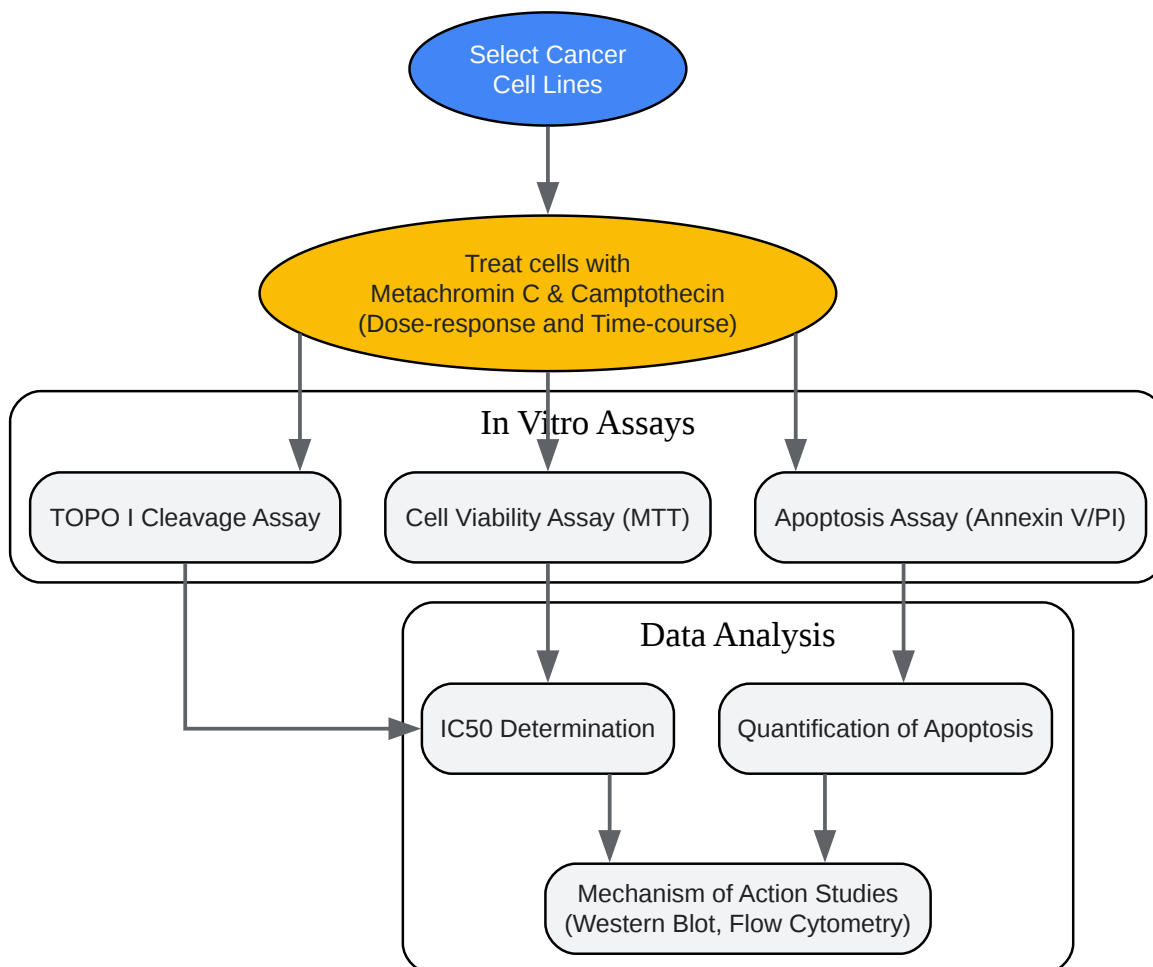 Select Cancer
Cell Lines
Treat cells with
Metachromin C & Camptothecin
(Dose-response and Time-course)
In Vitro Assays
TOPO I Cleavage Assay
Cell Viability Assay (MTT)
Apoptosis Assay (Annexin V/PI)
Data Analysis
IC50 Determination
Quantification of Apoptosis
Mechanism of Action Studies
(Western Blot, Flow Cytometry)